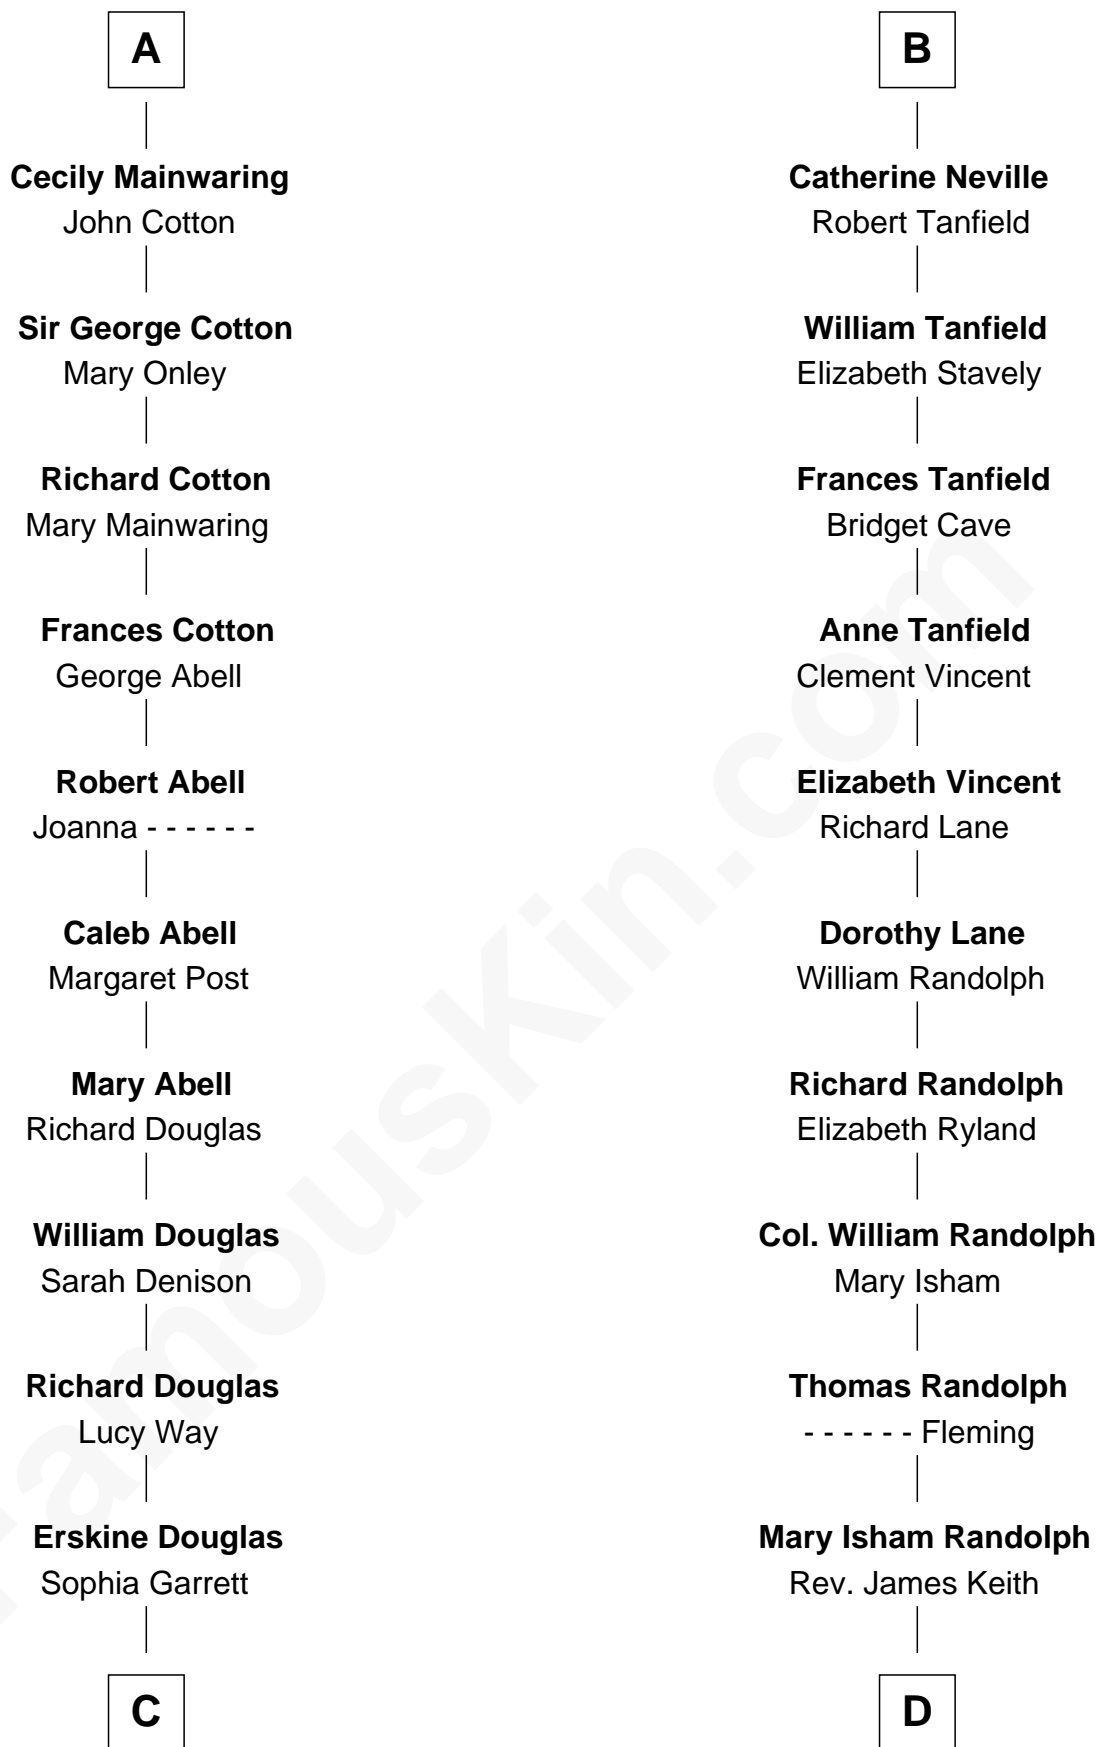 A
Cecily Mainwaring
John Cotton
Sir George Cotton
Mary Onley
Richard Cotton
Mary Mainwaring
Frances Cotton
George Abell
Robert Abell
Joanna - - - - - -
Caleb Abell
Margaret Post
Mary Abell
Richard Douglas
William Douglas
Sarah Denison
Richard Douglas
Lucy Way
Erskine Douglas
Sophia Garrett
C
B
Catherine Neville
Robert Tanfield
William Tanfield
Elizabeth Stavely
Frances Tanfield
Bridget Cave
Anne Tanfield
Clement Vincent
Elizabeth Vincent
Richard Lane
Dorothy Lane
William Randolph
Richard Randolph
Elizabeth Ryland
Col. William Randolph
Mary Isham
Thomas Randolph
- - - - - - Fleming
Mary Isham Randolph
Rev. James Keith
D
FamousKin.com